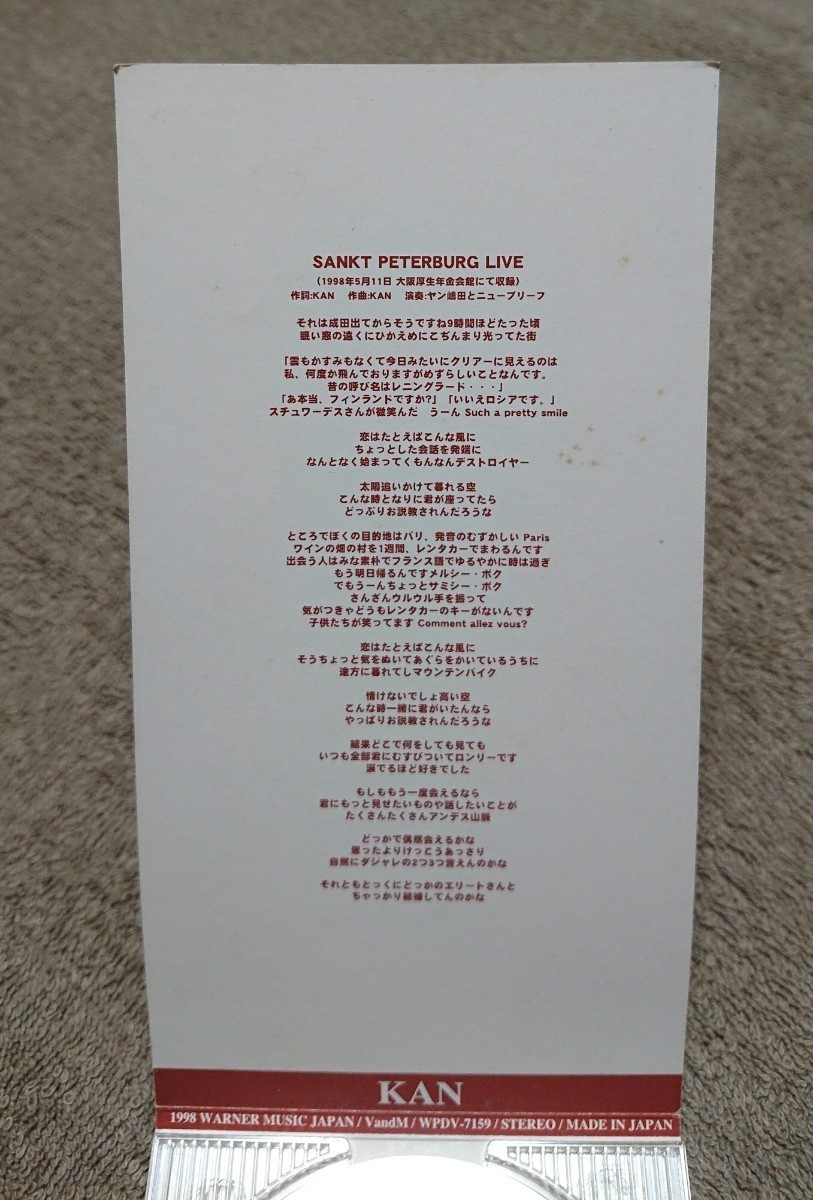 SANKT PETERBURG LIVE
（1998年5月11日 大阪厚生年金会館にて収録）
作詞:KAN　作曲:KAN　演奏:ヤン嶋田とニューブリーフ
それは成田出てからそうですね9時間ほどたった頃
眠い窓の遠くにひかえめにこぢんまり光ってた街
「雲もかすみもなくて今日みたいにクリアーに見えるのは
私、何度か飛んでおりますがめずらしいことなんです。
昔の呼び名はレニングラード・・・」
「あ本当、フィンランドですか?」「いいえロシアです。」
スチュワーデスさんが微笑んだ　うーん Such a pretty smile
恋はたとえばこんな風に
ちょっとした会話を発端に
なんとなく始まってくもんなんデストロイヤー
太陽追いかけて暮れる空
こんな時となりに君が座ってたら
どっぷりお説教されんだろうな
ところでぼくの目的地はパリ、発音のむずかしい Paris
ワインの畑の村を1週間、レンタカーでまわるんです
出会う人はみな素朴でフランス語でゆるやかに時は過ぎ
もう明日帰るんですメルシー・ボク
でもうーんちょっとサミシー・ボク
さんざんウルウル手を振って
気がつきゃどうもレンタカーのキーがないんです
子供たちが笑ってます Comment allez vous?
恋はたとえばこんな風に
そうちょっと気をぬいてあぐらをかいているうちに
途方に暮れてしマウンテンバイク
情けないでしょ高い空
こんな時一緒に君がいたんなら
やっぱりお説教されんだろうな
結果どこで何をしても見ても
いつも全部君にむすびついてロンリーです
涙でるほど好きでした
もしももう一度会えるなら
君にもっと見せたいものや話したいことが
たくさんたくさんアンデス山脈
どっかで偶然会えるかな
思ったよりけっこうあっさり
自然にダジャレの2つ3つ言えんのかな
それともとっくにどっかのエリートさんと
ちゃっかり結婚してんのかな
KAN
1998 WARNER MUSIC JAPAN / VandM / WPDV-7159 / STEREO / MADE IN JAPAN